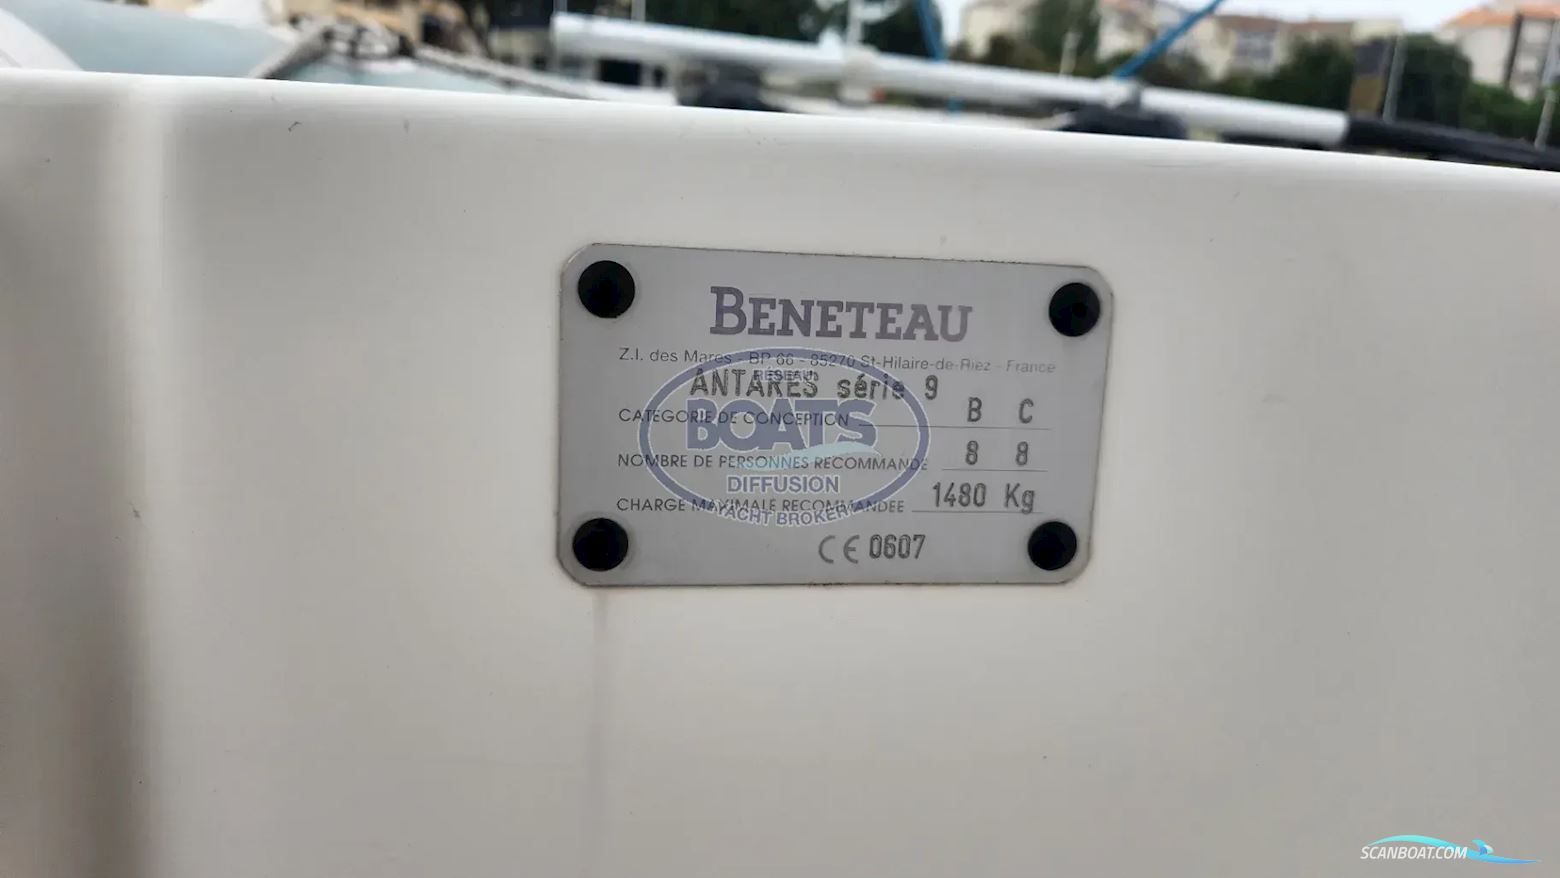 BENETEAU
Z.I. des Mares - BP 66 - 85270 St-Hilaire-de-Riez - France
ANTARES série 9
CATEGORIE DE CONCEPTION B C
NOMBRE DE PERSONNES RECOMMANDE 8 8
CHARGE MAXIMALE RECOMMANDEE 1480 Kg
CE 0607
RÉSEAU
BOATS
DIFFUSION
YACHT BROKER
SCANBOAT.COM